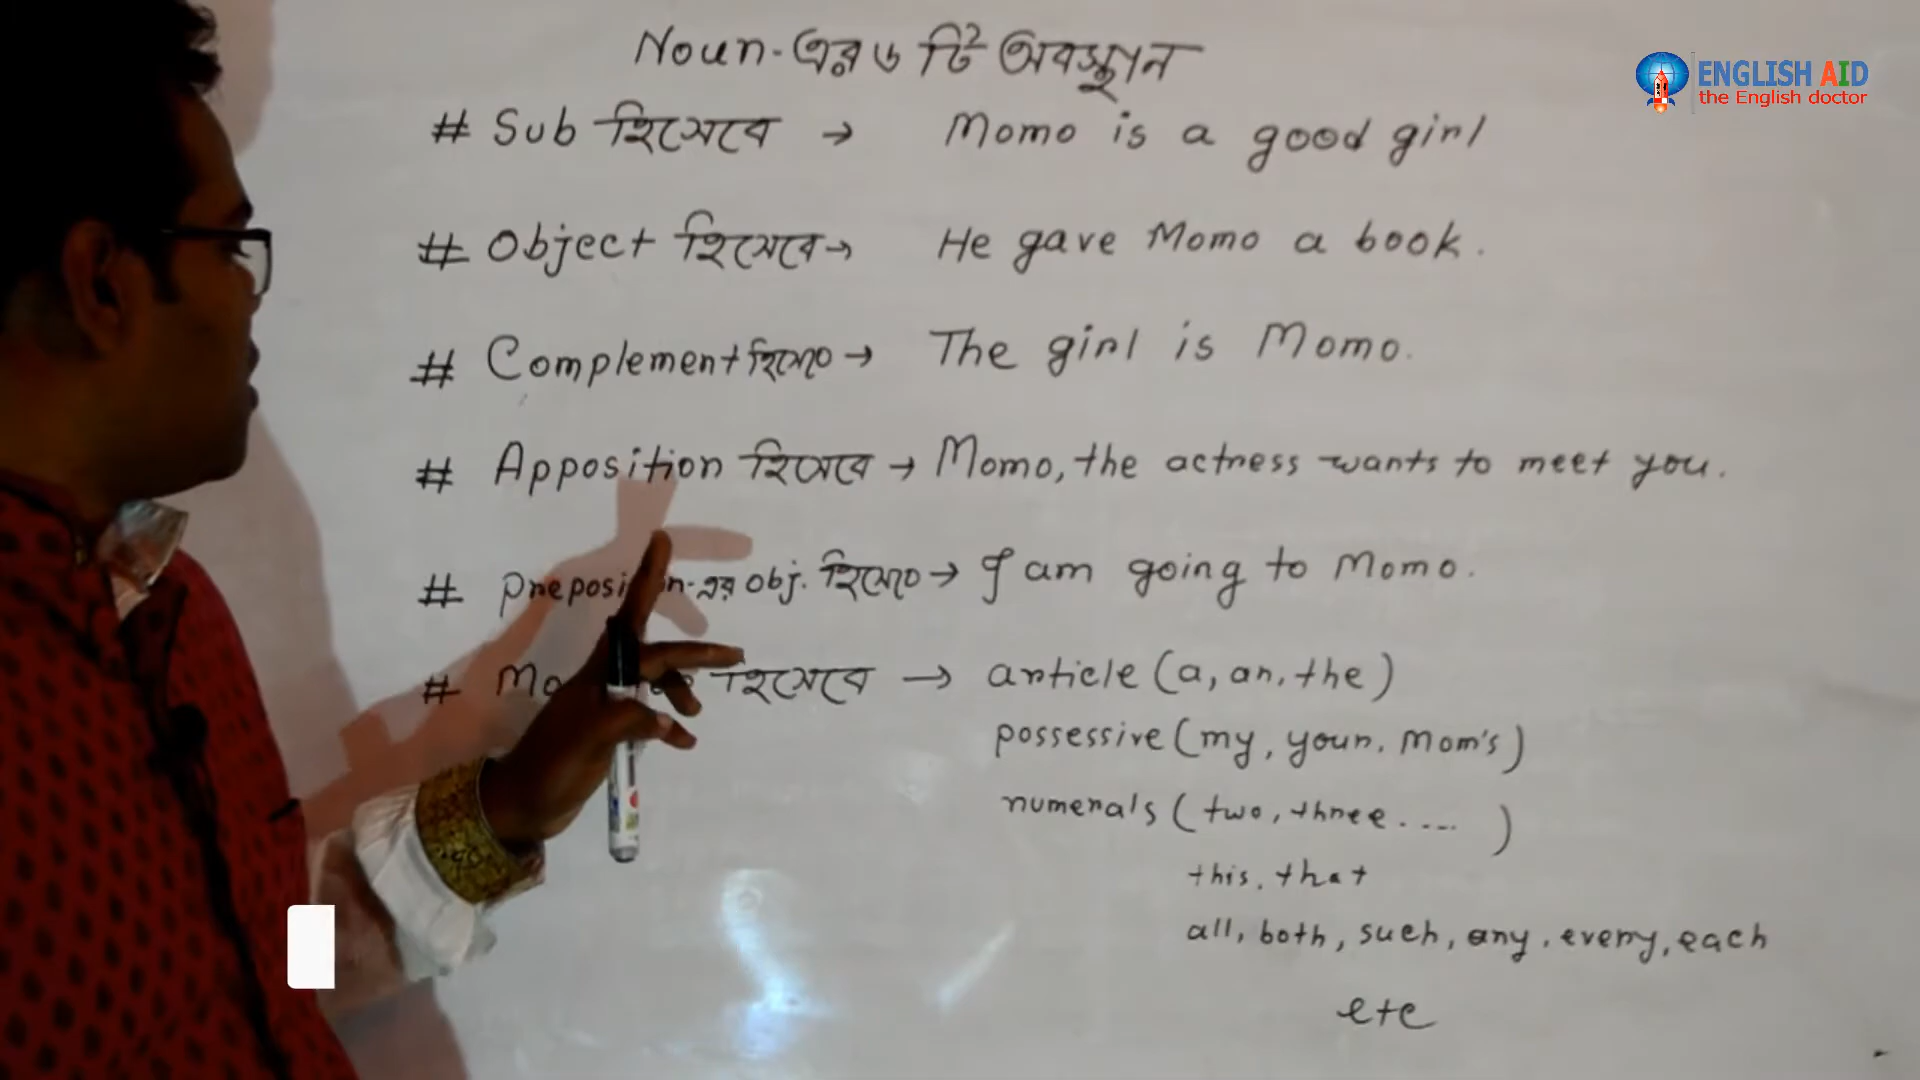 Noun-এর ৬ টি অবস্থান
ENGLISH AID
the English doctor
# Sub হিসেবে → Momo is a good girl
# Object হিসেবে → He gave Momo a book.
# Complement হিসেবে → The girl is Momo.
# Apposition হিসেবে → Momo, the actress wants to meet you.
# এর obj. হিসেবে → I am going to Momo.
# হিসেবে → article (a, an, the)
possessive (my, your, Mom's)
numerals (two, three.....)
this, that
all, both, such, any, every, each
etc